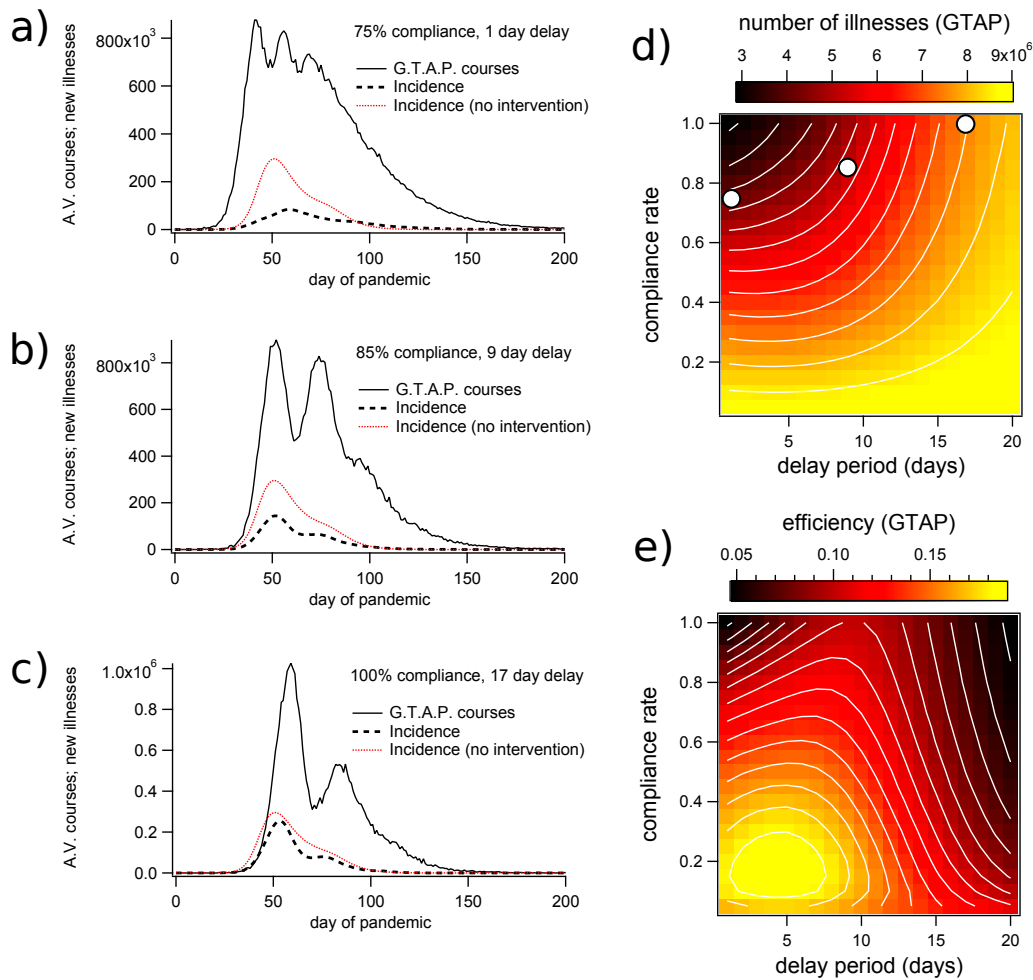 a)
75% compliance, 1 day delay
G.T.A.P. courses
Incidence
Incidence (no intervention)
A.V. courses; new illnesses
800x10³
600
400
200
0
0 50 100 150 200
day of pandemic
b)
85% compliance, 9 day delay
G.T.A.P. courses
Incidence
Incidence (no intervention)
A.V. courses; new illnesses
800x10³
600
400
200
0
0 50 100 150 200
day of pandemic
c)
100% compliance, 17 day delay
G.T.A.P. courses
Incidence
Incidence (no intervention)
A.V. courses; new illnesses
1.0x10⁶
0.8
0.6
0.4
0.2
0.0
0 50 100 150 200
day of pandemic
d)
number of illnesses (GTAP)
3 4 5 6 7 8 9x10⁶
compliance rate
1.0
0.8
0.6
0.4
0.2
5 10 15 20
delay period (days)
e)
efficiency (GTAP)
0.05 0.10 0.15
compliance rate
1.0
0.8
0.6
0.4
0.2
5 10 15 20
delay period (days)